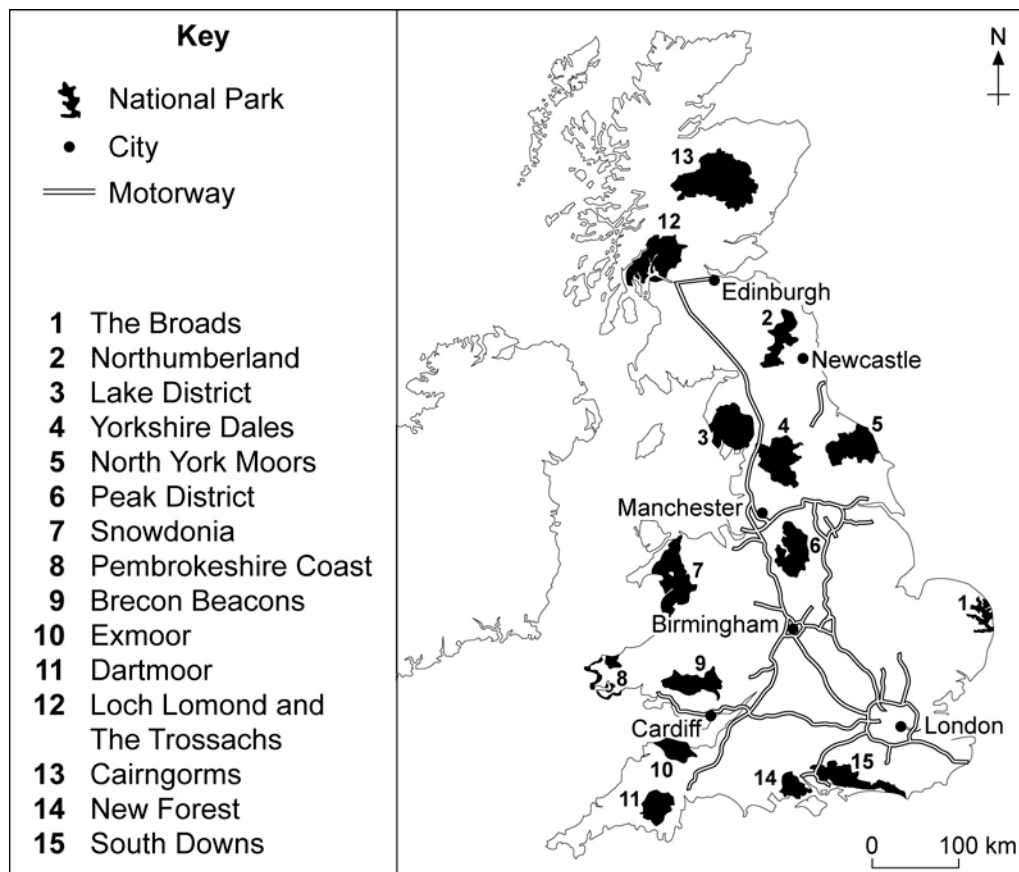 Key
National Park
City
Motorway
1 The Broads
2 Northumberland
3 Lake District
4 Yorkshire Dales
5 North York Moors
6 Peak District
7 Snowdonia
8 Pembrokeshire Coast
9 Brecon Beacons
10 Exmoor
11 Dartmoor
12 Loch Lomond and
The Trossachs
13 Cairngorms
14 New Forest
15 South Downs
N
13
12
Edinburgh
2
Newcastle
3
4
5
Manchester
6
7
1
Birmingham
8
9
Cardiff
London
10
15
14
11
0 100 km